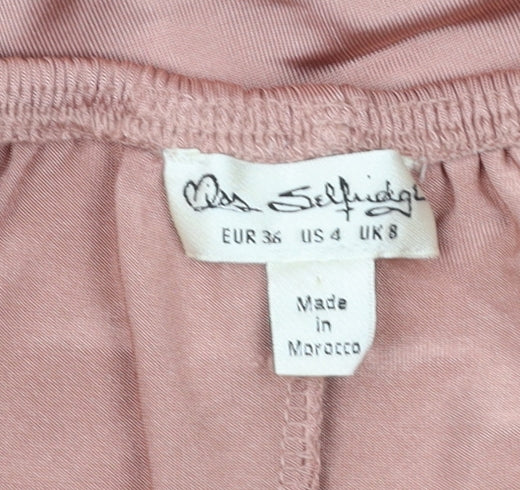 Miss Selfridge
EUR 36 US 4 UK 8
Made
in
Morocco